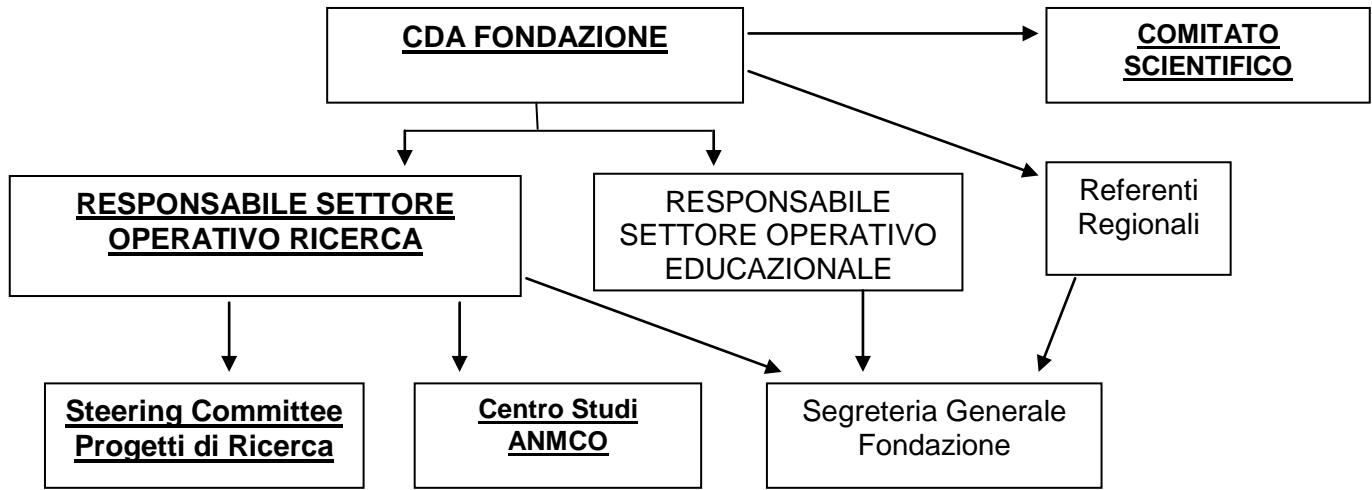 CDA FONDAZIONE
COMITATO
SCIENTIFICO
RESPONSABILE SETTORE
OPERATIVO RICERCA
RESPONSABILE
SETTORE OPERATIVO
EDUCAZIONALE
Referenti
Regionali
Steering Committee
Progetti di Ricerca
Centro Studi
ANMCO
Segreteria Generale
Fondazione